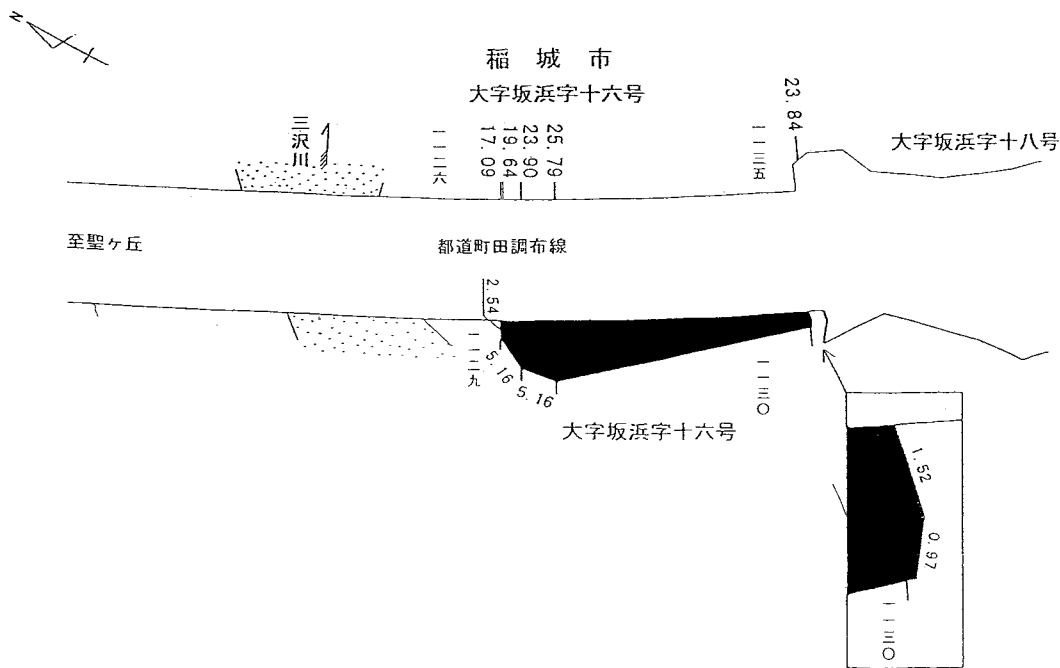 N
稲城市
大字坂浜字十六号
三沢川
一一二六
17.09
19.64
23.90
25.79
一一三五
23.84
大字坂浜字十八号
至聖ヶ丘
都道町田調布線
2.54
一一二九
5.16
5.16
一一三〇
大字坂浜字十六号
1.52
0.97
一一三〇